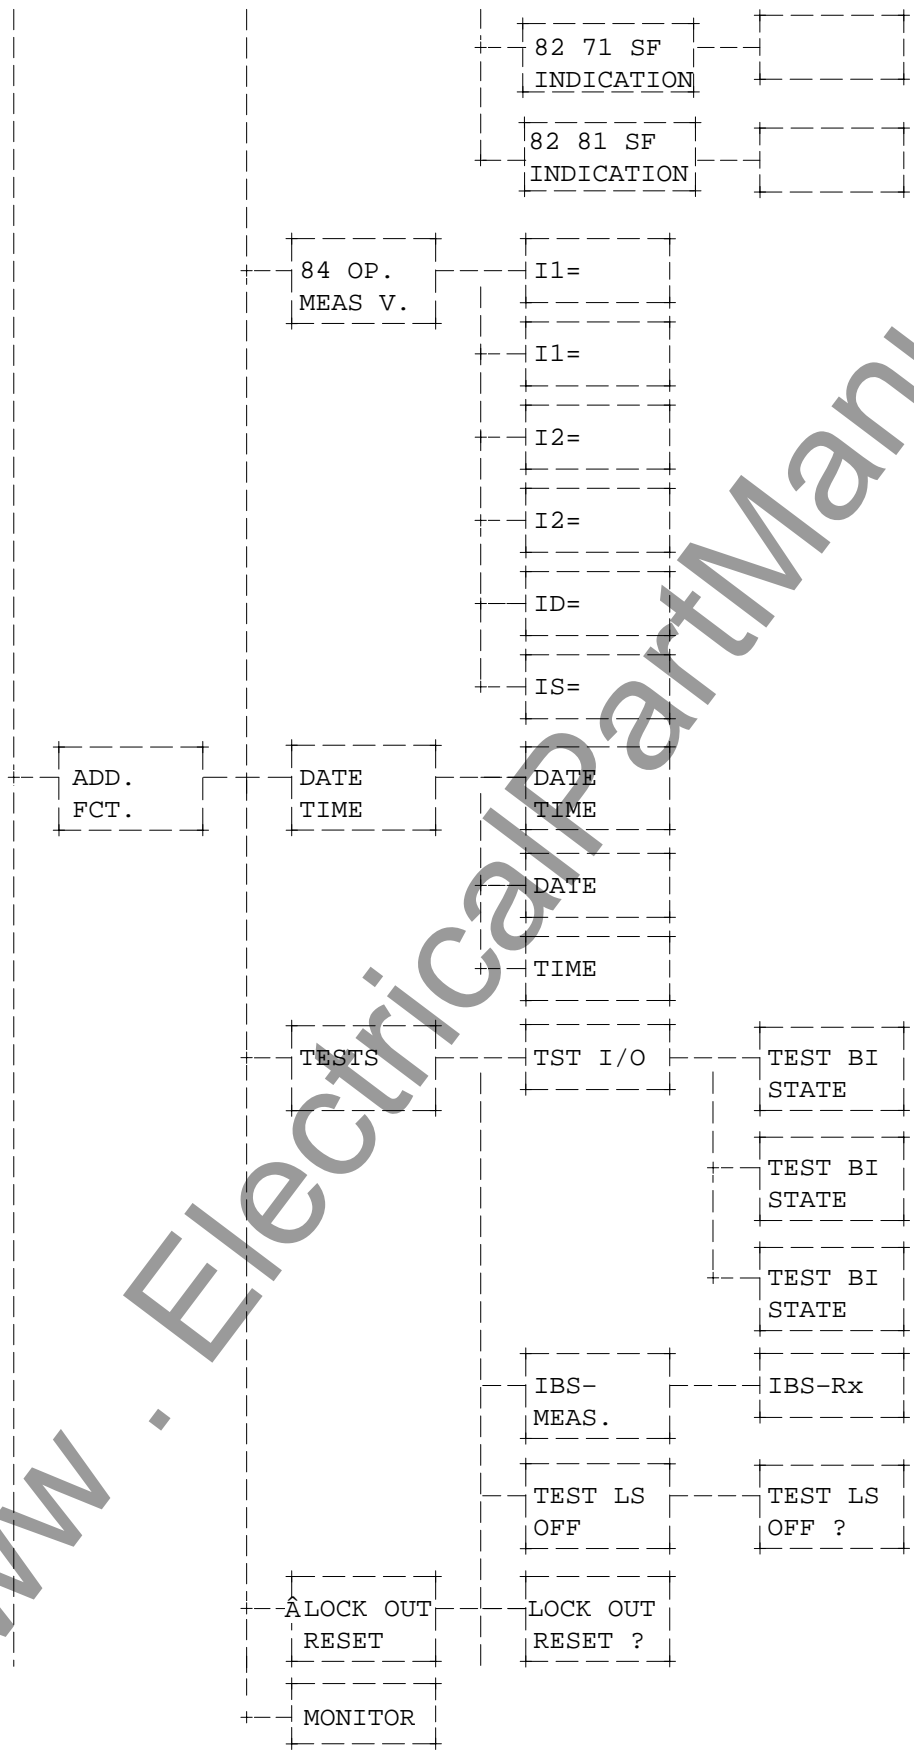 82 71 SF
INDICATION
82 81 SF
INDICATION
84 OP.
MEAS V.
I1=
I1=
I2=
I2=
ID=
IS=
ADD.
FCT.
DATE
TIME
DATE
TIME
DATE
TIME
TESTS
TST I/O
TEST BI
STATE
TEST BI
STATE
TEST BI
STATE
IBS-
MEAS.
IBS-Rx
TEST LS
OFF
TEST LS
OFF ?
ÂLOCK OUT
RESET
LOCK OUT
RESET ?
MONITOR
w . ElectricalPartManu